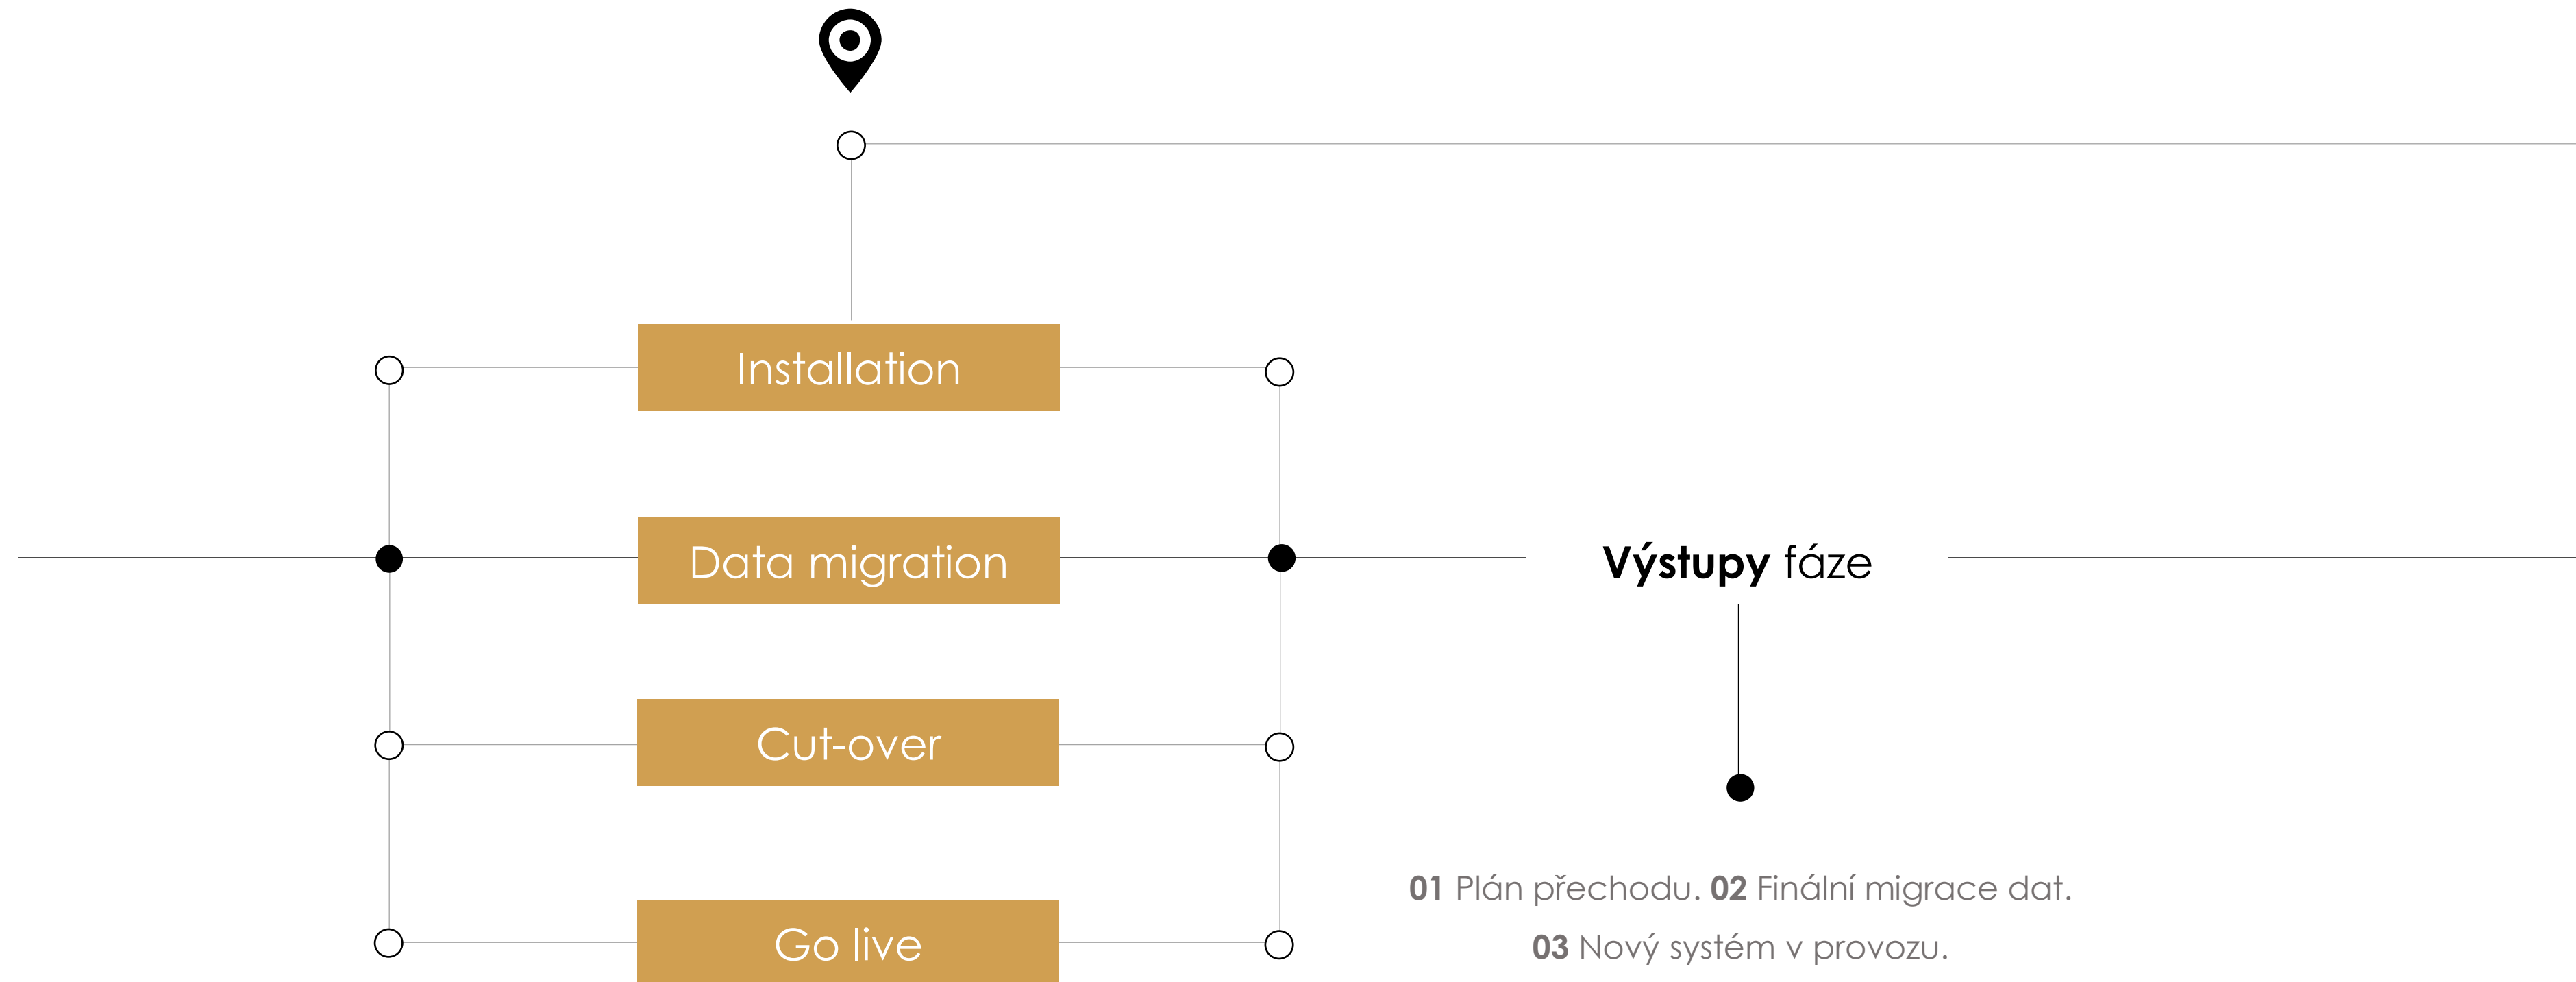 Installation
Data migration
Cut-over
Go live
Výstupy fáze
01 Plán přechodu. 02 Finální migrace dat.
03 Nový systém v provozu.